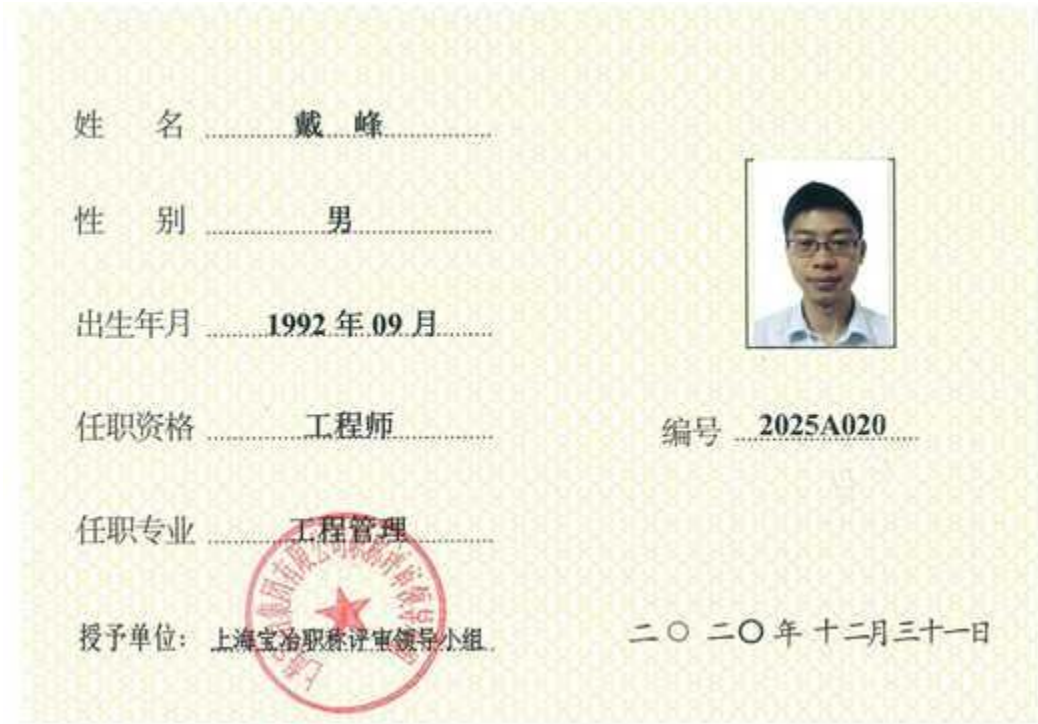 姓 名 戴 峰
性 别 男
出生年月 1992 年 09 月
任职资格 工程师
编号 2025A020
任职专业 工程管理
授予单位： 上海宝冶职称评审领导小组
二〇 二〇 年 十二月三十一日